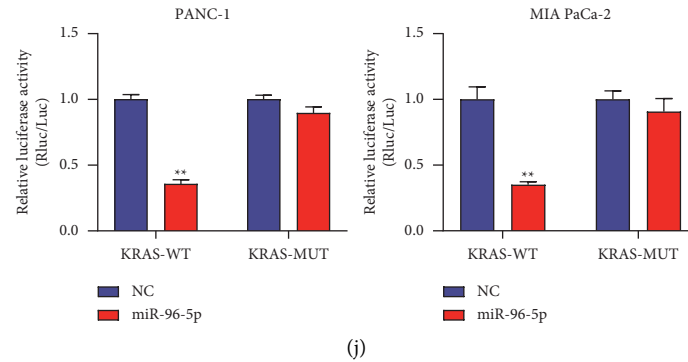 PANC-1
Relative luciferase activity
(Rluc/Luc)
1.5
1.0
0.5
0.0
**
KRAS-WT KRAS-MUT
NC
miR-96-5p
MIA PaCa-2
Relative luciferase activity
(Rluc/Luc)
1.5
1.0
0.5
0.0
**
KRAS-WT KRAS-MUT
NC
miR-96-5p
(j)